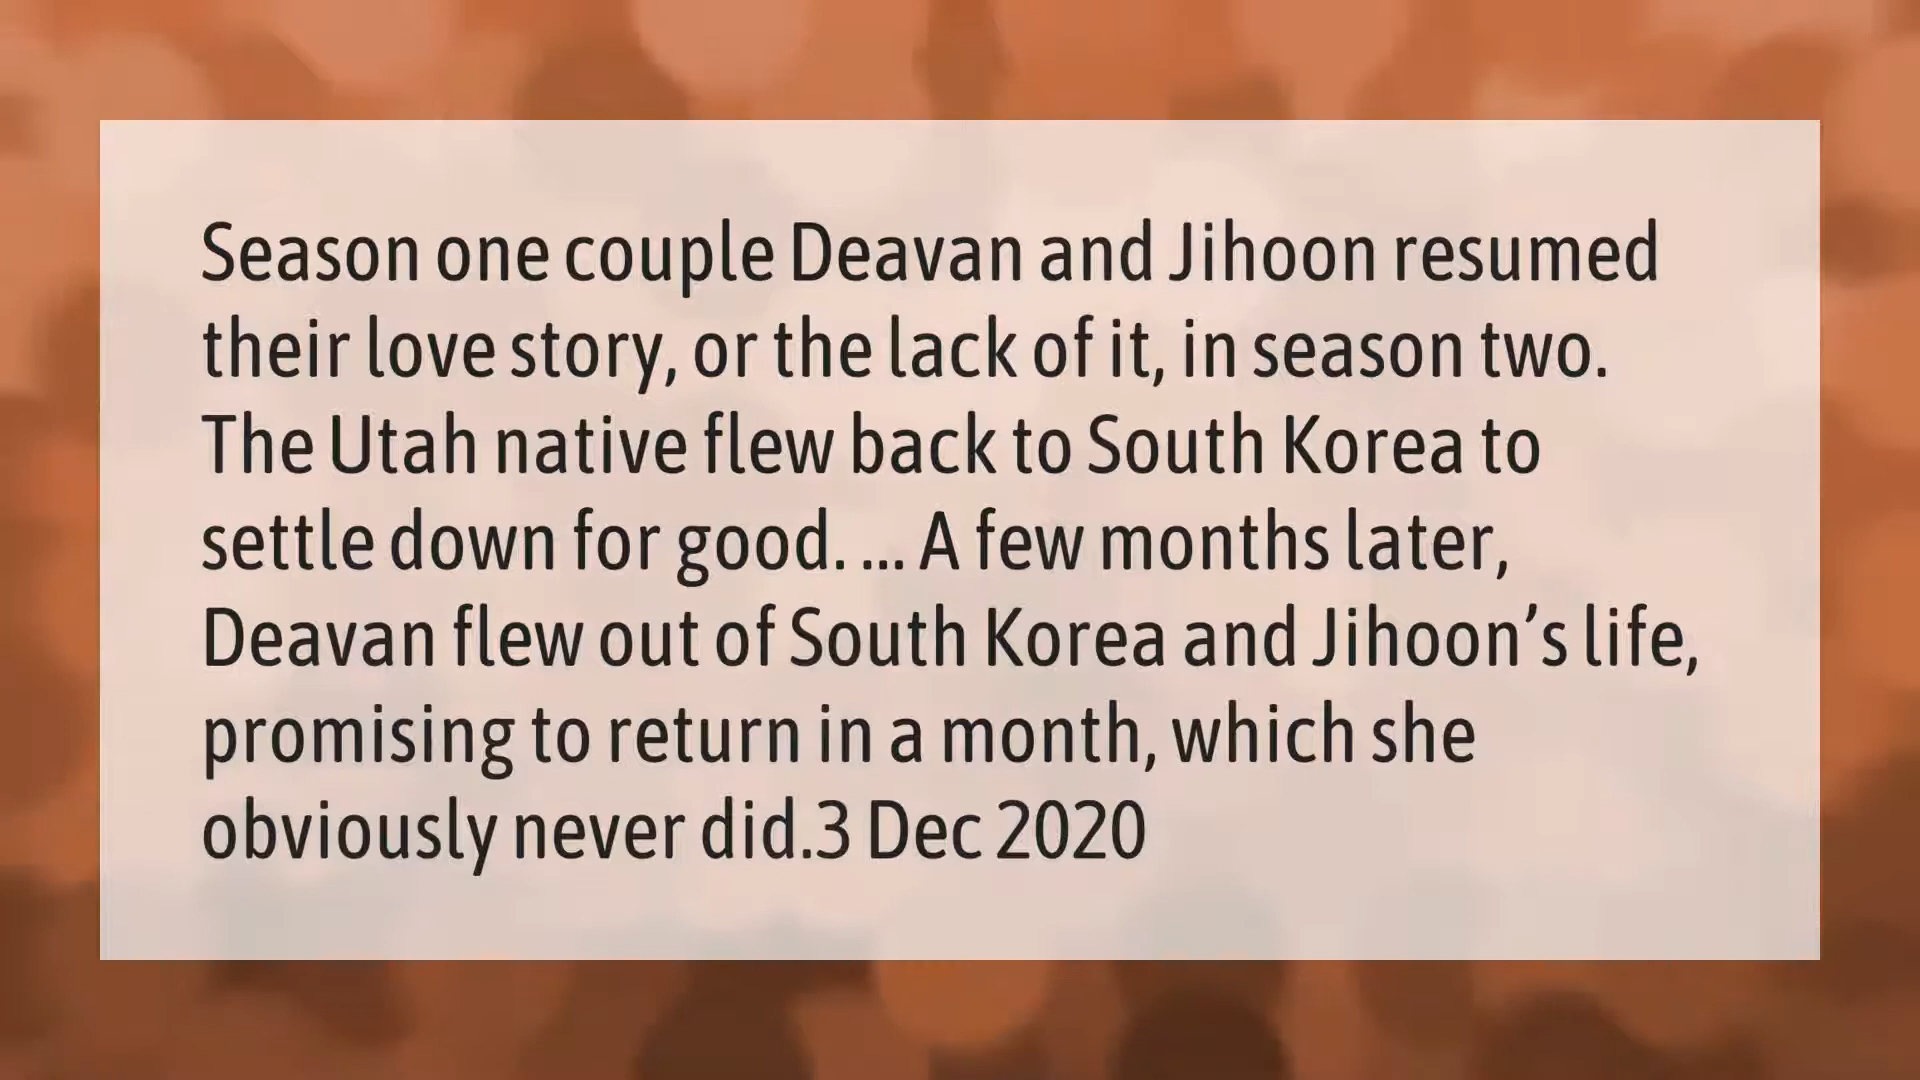 Season one couple Deavan and Jihoon resumed
their love story, or the lack of it, in season two.
The Utah native flew back to South Korea to
settle down for good. ... A few months later,
Deavan flew out of South Korea and Jihoon’s life,
promising to return in a month, which she
obviously never did.3 Dec 2020